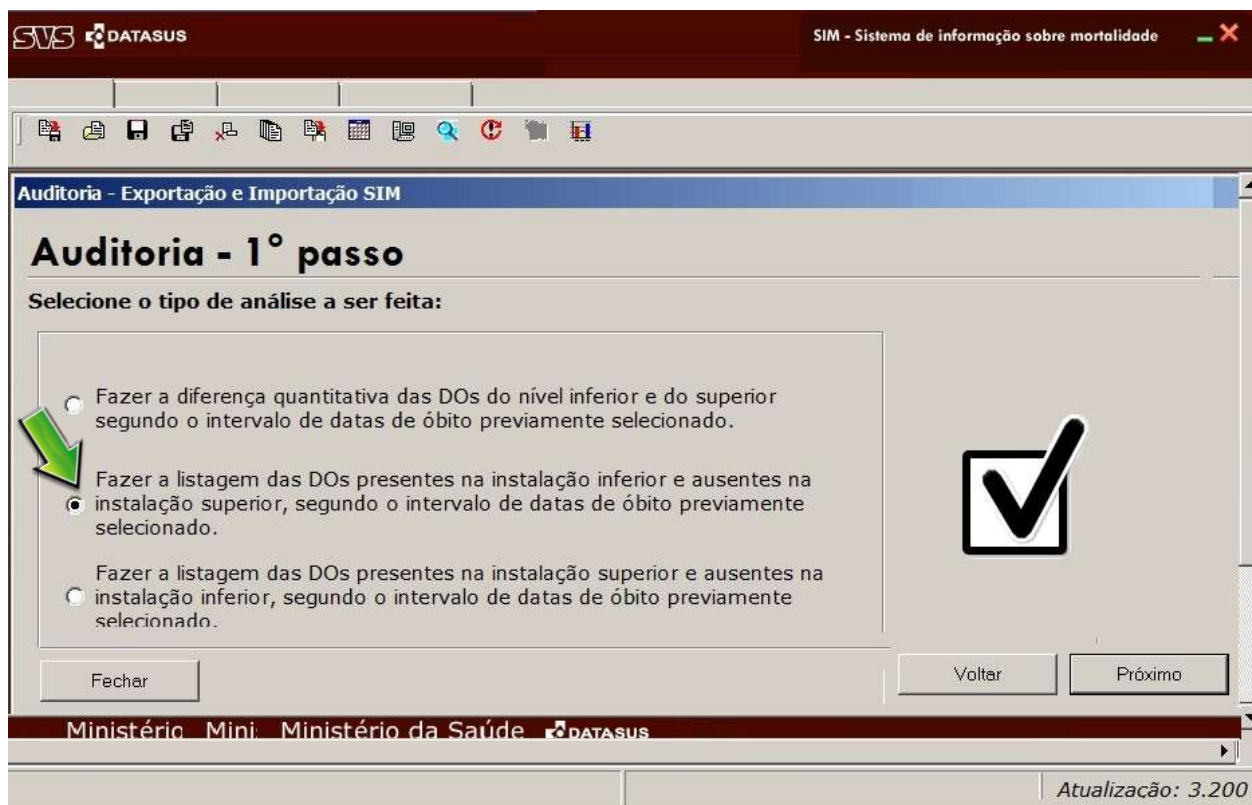 SVS DATASUS
SIM - Sistema de informação sobre mortalidade
Auditoria - Exportação e Importação SIM
Auditoria - 1° passo
Selecione o tipo de análise a ser feita:
Fazer a diferença quantitativa das DOs do nível inferior e do superior
segundo o intervalo de datas de óbito previamente selecionado.
Fazer a listagem das DOs presentes na instalação inferior e ausentes na
instalação superior, segundo o intervalo de datas de óbito previamente
selecionado.
Fazer a listagem das DOs presentes na instalação superior e ausentes na
instalação inferior, segundo o intervalo de datas de óbito previamente
selecionado.
Fechar
Voltar
Próximo
Ministério Mini Ministério da Saúde DATASUS
Atualização: 3.200